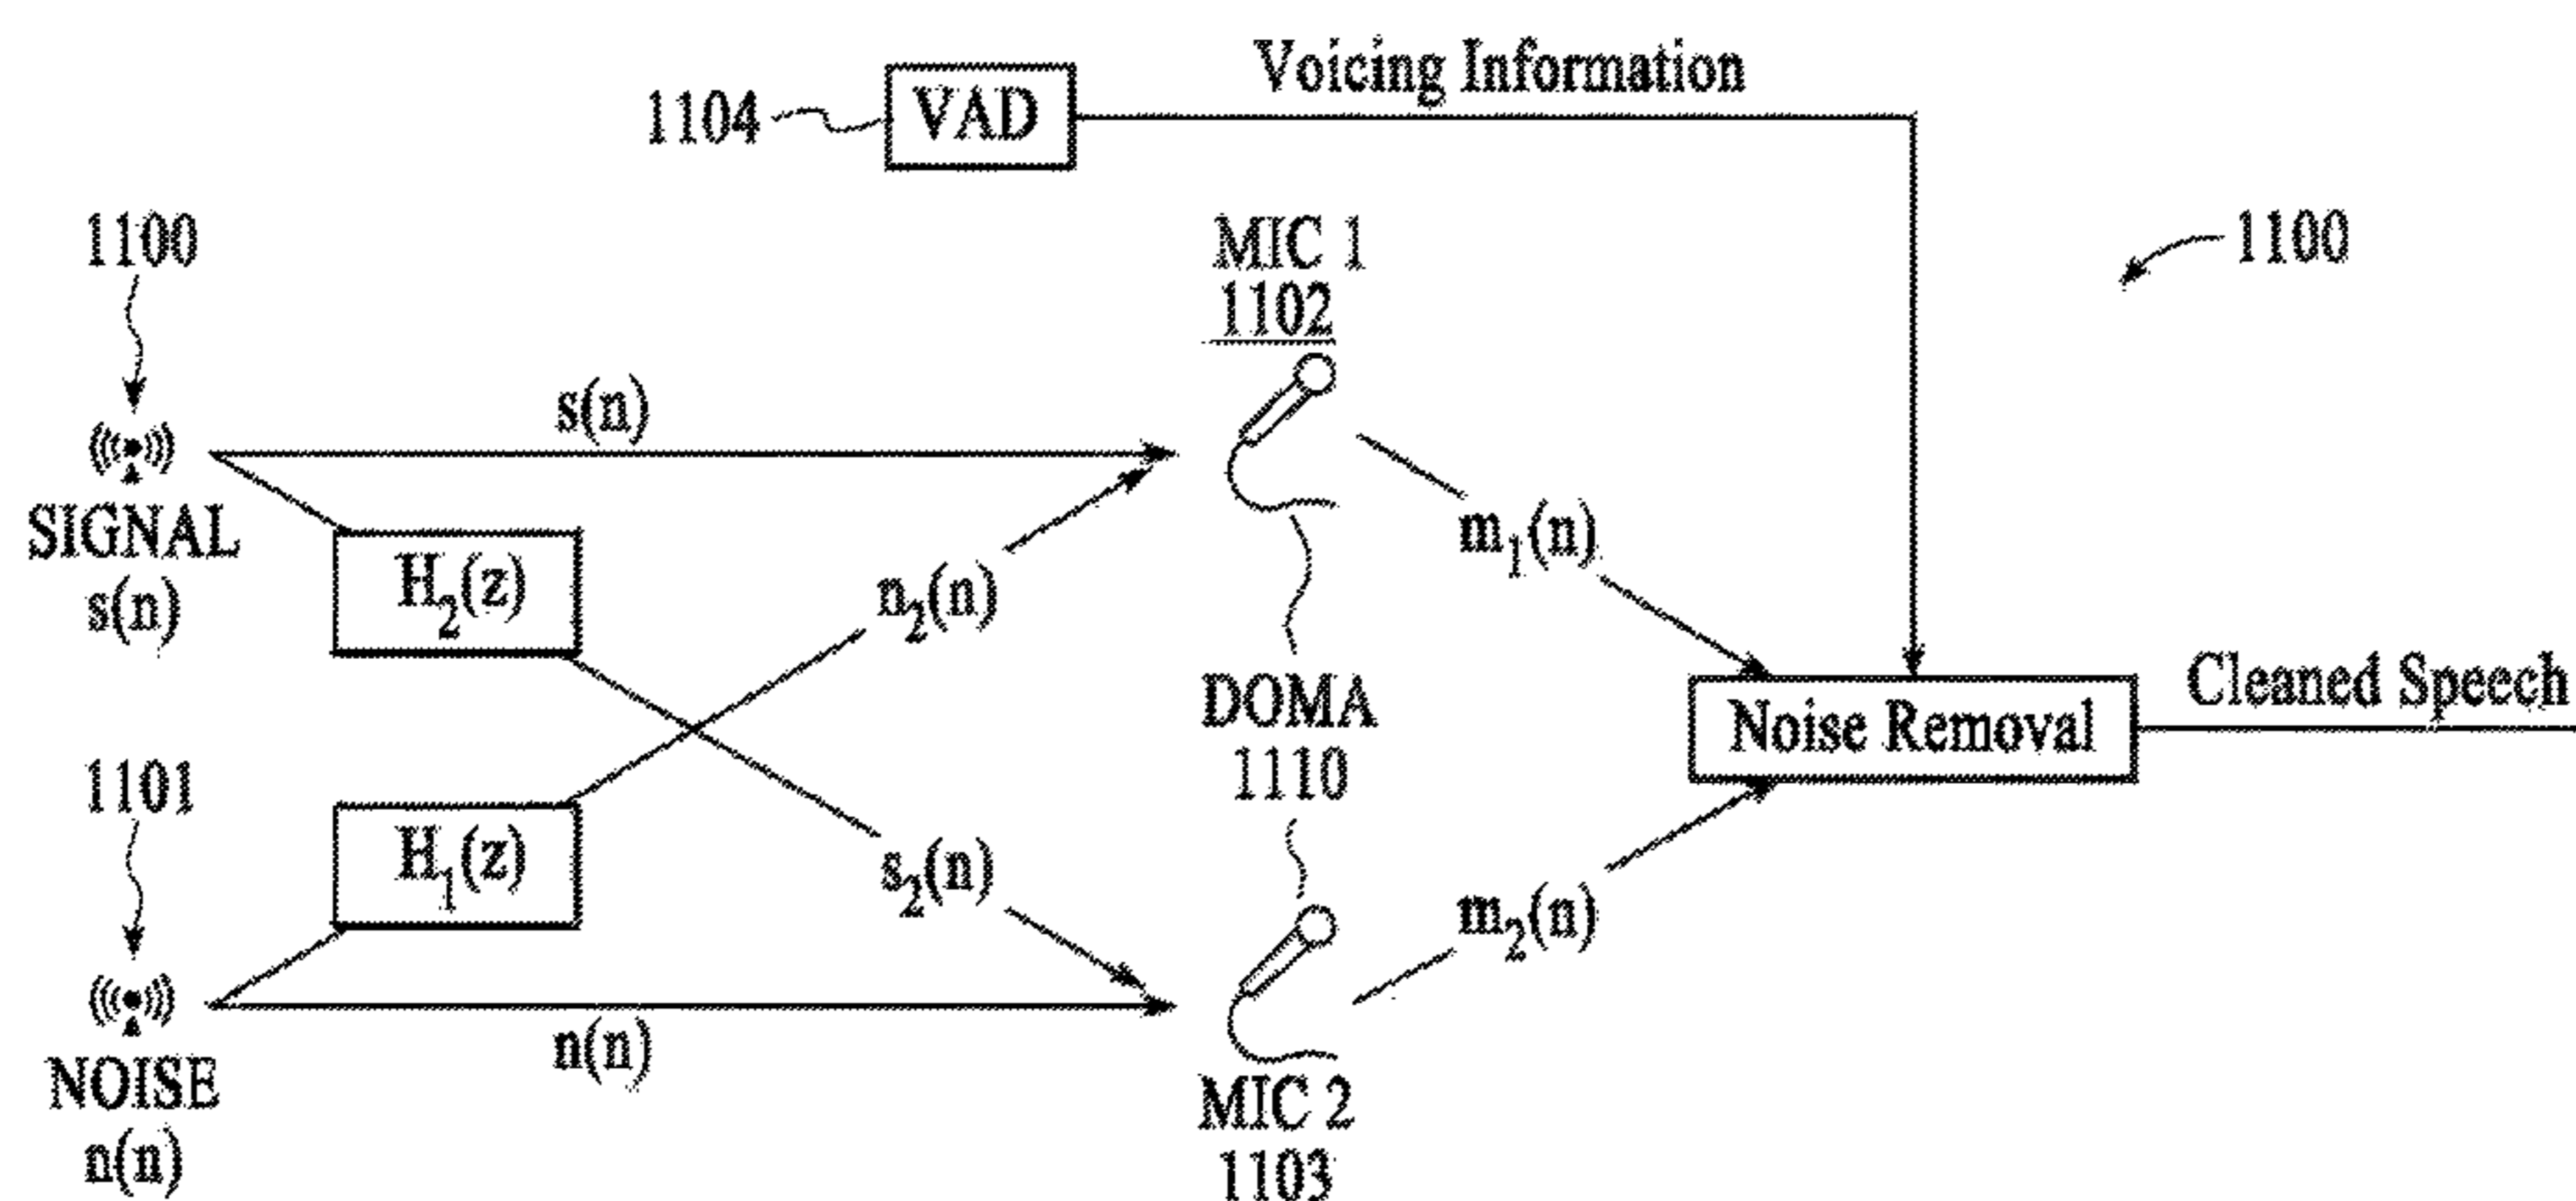 Voicing Information
1104
VAD
1100
MIC 1
1102
1100
s(n)
SIGNAL
s(n)
H₂(z)
n₂(n)
m₁(n)
DOMA
1110
Noise Removal
Cleaned Speech
1101
H₁(z)
s₂(n)
m₂(n)
n(n)
NOISE
n(n)
MIC 2
1103